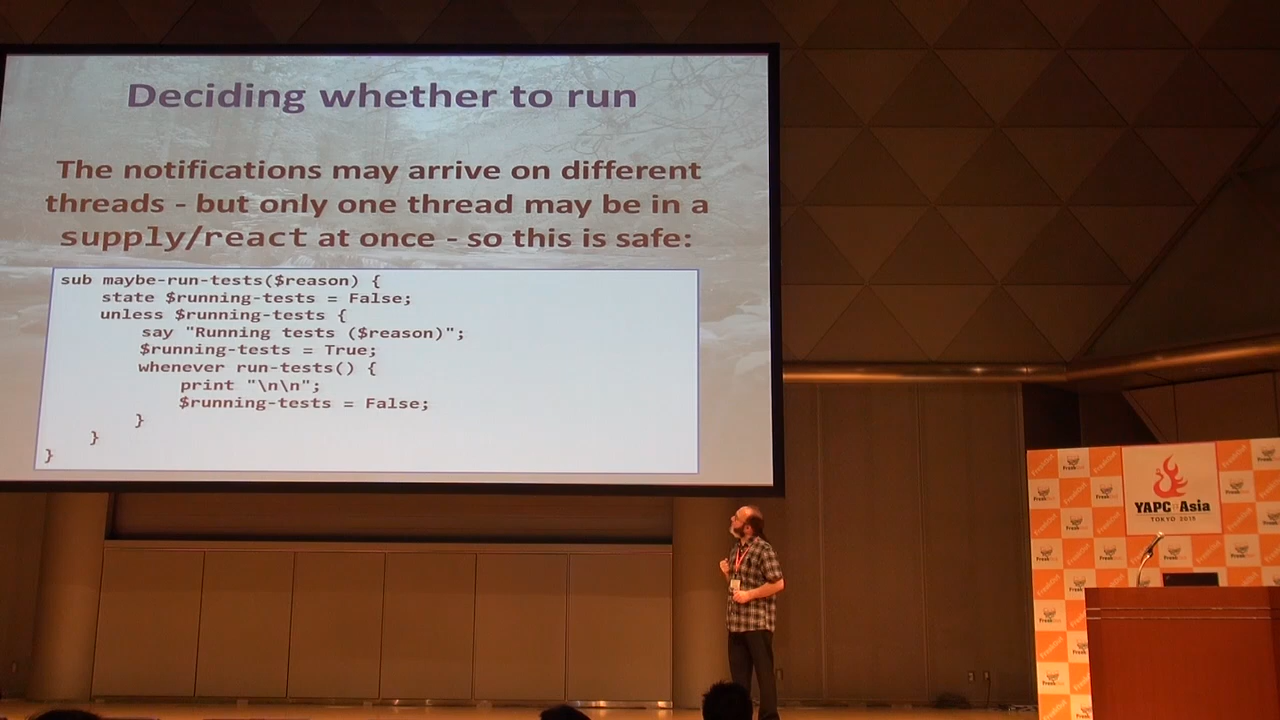 Deciding whether to run
The notifications may arrive on different
threads - but only one thread may be in a
supply/react at once - so this is safe:
sub maybe-run-tests($reason) {
state $running-tests = False;
unless $running-tests {
say "Running tests ($reason)";
$running-tests = True;
whenever run-tests() {
print "\n\n";
$running-tests = False;
}
}
}
YAPC::Asia
TOKYO 2015
FreakOut